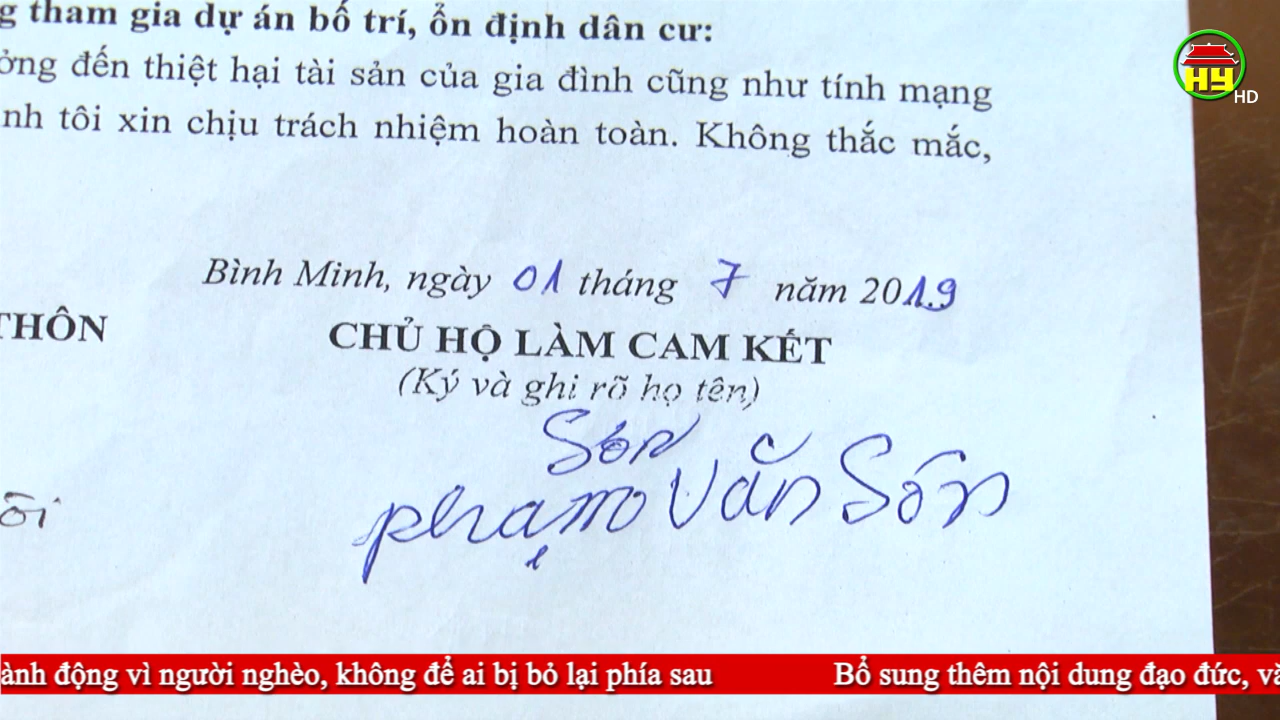 g tham gia dự án bố trí, ổn định dân cư:
ởng đến thiệt hại tài sản của gia đình cũng như tính mạng
nh tôi xin chịu trách nhiệm hoàn toàn. Không thắc mắc,
Bình Minh, ngày 01 tháng 7 năm 2019
THÔN
CHỦ HỘ LÀM CAM KẾT
(Ký và ghi rõ họ tên)
Sơn
Phạm Văn Sơn
HY HD
ành động vì người nghèo, không để ai bị bỏ lại phía sau Bổ sung thêm nội dung đạo đức, vă